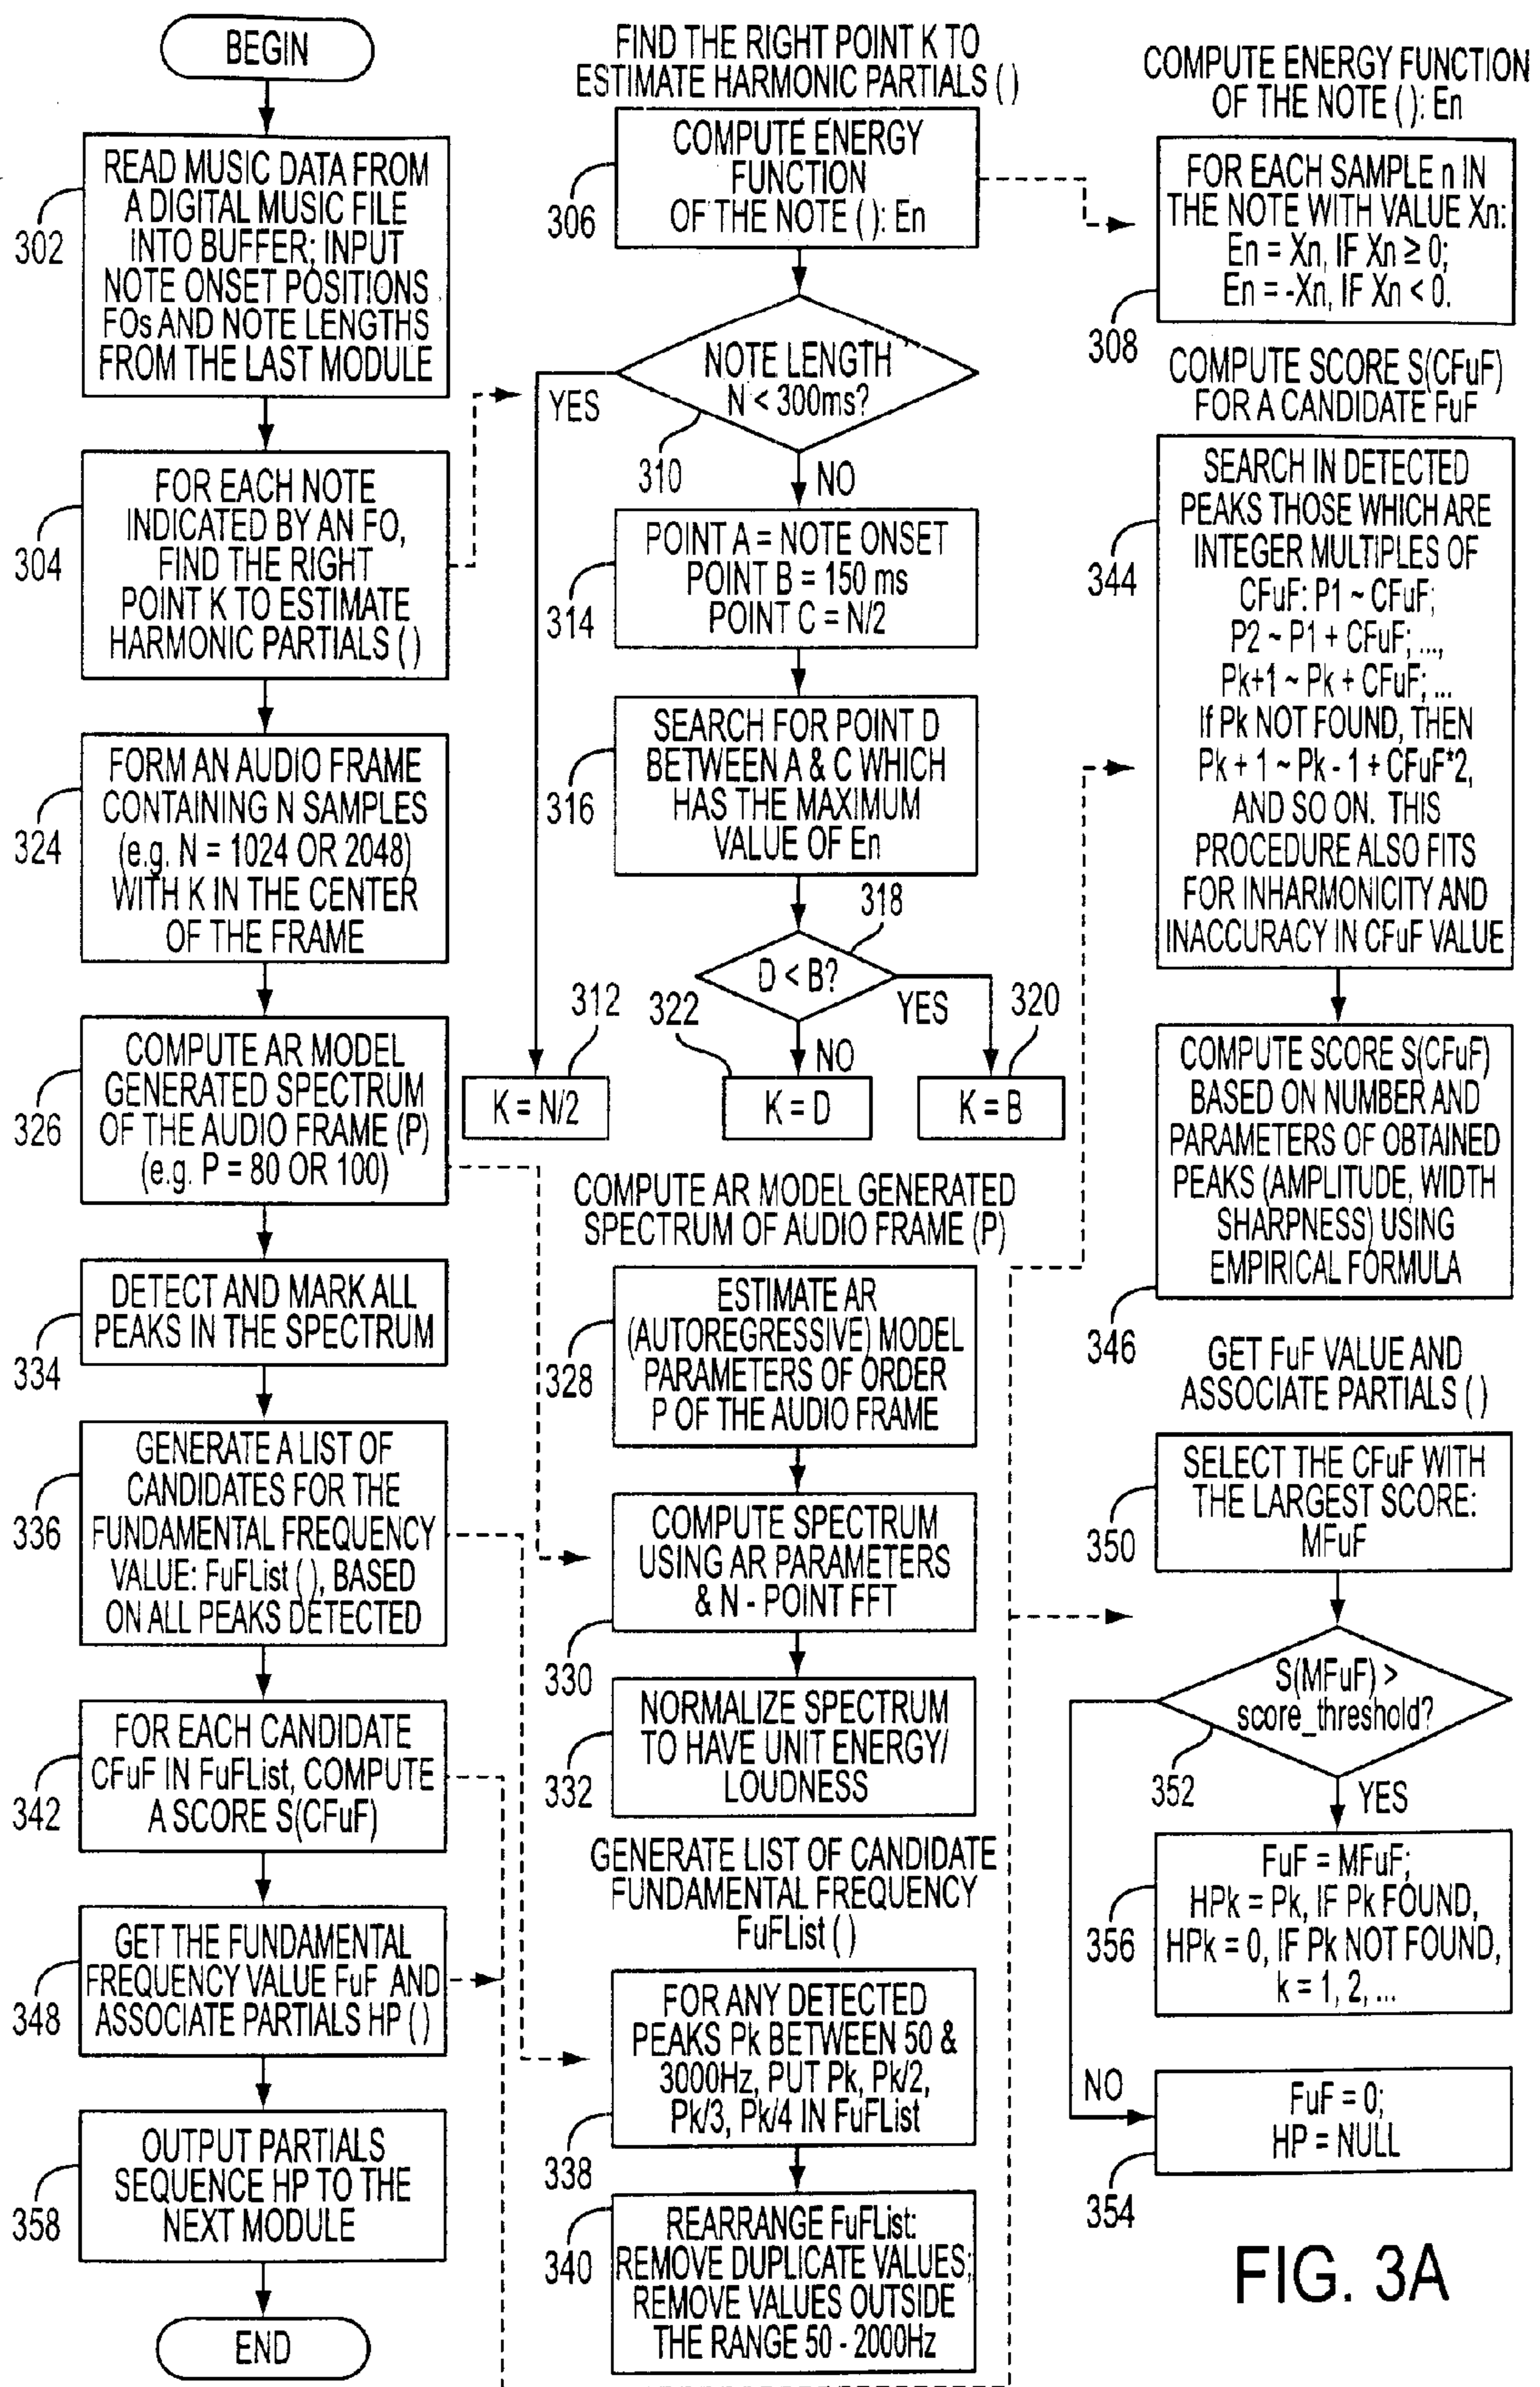 BEGIN
READ MUSIC DATA FROM
A DIGITAL MUSIC FILE
INTO BUFFER; INPUT
NOTE ONSET POSITIONS
FOs AND NOTE LENGTHS
FROM THE LAST MODULE
302
FOR EACH NOTE
INDICATED BY AN FO,
FIND THE RIGHT
POINT K TO ESTIMATE
HARMONIC PARTIALS ( )
304
FORM AN AUDIO FRAME
CONTAINING N SAMPLES
(e.g. N = 1024 OR 2048)
WITH K IN THE CENTER
OF THE FRAME
324
COMPUTE AR MODEL
GENERATED SPECTRUM
OF THE AUDIO FRAME (P)
(e.g. P = 80 OR 100)
326
DETECT AND MARK ALL
PEAKS IN THE SPECTRUM
334
GENERATE A LIST OF
CANDIDATES FOR THE
FUNDAMENTAL FREQUENCY
VALUE: FuFList ( ), BASED
ON ALL PEAKS DETECTED
336
FOR EACH CANDIDATE
CFuF IN FuFList, COMPUTE
A SCORE S(CFuF)
342
GET THE FUNDAMENTAL
FREQUENCY VALUE FuF AND
ASSOCIATE PARTIALS HP ( )
348
OUTPUT PARTIALS
SEQUENCE HP TO THE
NEXT MODULE
358
END
FIND THE RIGHT POINT K TO
ESTIMATE HARMONIC PARTIALS ( )
COMPUTE ENERGY
FUNCTION
OF THE NOTE ( ): En
306
NOTE LENGTH
N < 300ms?
YES
310
NO
POINT A = NOTE ONSET
POINT B = 150 ms
POINT C = N/2
314
SEARCH FOR POINT D
BETWEEN A & C WHICH
HAS THE MAXIMUM
VALUE OF En
316
318
D < B?
YES
NO
312
322
320
K = N/2
K = D
K = B
COMPUTE AR MODEL GENERATED
SPECTRUM OF AUDIO FRAME (P)
ESTIMATE AR
(AUTOREGRESSIVE) MODEL
PARAMETERS OF ORDER
P OF THE AUDIO FRAME
328
COMPUTE SPECTRUM
USING AR PARAMETERS
& N - POINT FFT
330
NORMALIZE SPECTRUM
TO HAVE UNIT ENERGY/
LOUDNESS
332
GENERATE LIST OF CANDIDATE
FUNDAMENTAL FREQUENCY
FuFList ( )
FOR ANY DETECTED
PEAKS Pk BETWEEN 50 &
3000Hz, PUT Pk, Pk/2,
Pk/3, Pk/4 IN FuFList
338
REARRANGE FuFList:
REMOVE DUPLICATE VALUES;
REMOVE VALUES OUTSIDE
THE RANGE 50 - 2000Hz
340
COMPUTE ENERGY FUNCTION
OF THE NOTE ( ): En
FOR EACH SAMPLE n IN
THE NOTE WITH VALUE Xn:
En = Xn, IF Xn ≥ 0;
En = -Xn, IF Xn < 0.
308
COMPUTE SCORE S(CFuF)
FOR A CANDIDATE FuF
SEARCH IN DETECTED
PEAKS THOSE WHICH ARE
INTEGER MULTIPLES OF
CFuF: P1 ~ CFuF;
P2 ~ P1 + CFuF; ...,
Pk+1 ~ Pk + CFuF; ...
If Pk NOT FOUND, THEN
Pk + 1 ~ Pk - 1 + CFuF*2,
AND SO ON. THIS
PROCEDURE ALSO FITS
FOR INHARMONICITY AND
INACCURACY IN CFuF VALUE
344
COMPUTE SCORE S(CFuF)
BASED ON NUMBER AND
PARAMETERS OF OBTAINED
PEAKS (AMPLITUDE, WIDTH
SHARPNESS) USING
EMPIRICAL FORMULA
346
GET FuF VALUE AND
ASSOCIATE PARTIALS ( )
SELECT THE CFuF WITH
THE LARGEST SCORE:
MFuF
350
S(MFuF) >
score_threshold?
352
YES
FuF = MFuF;
HPk = Pk, IF Pk FOUND,
HPk = 0, IF Pk NOT FOUND,
k = 1, 2, ...
356
NO
FuF = 0;
HP = NULL
354
FIG. 3A